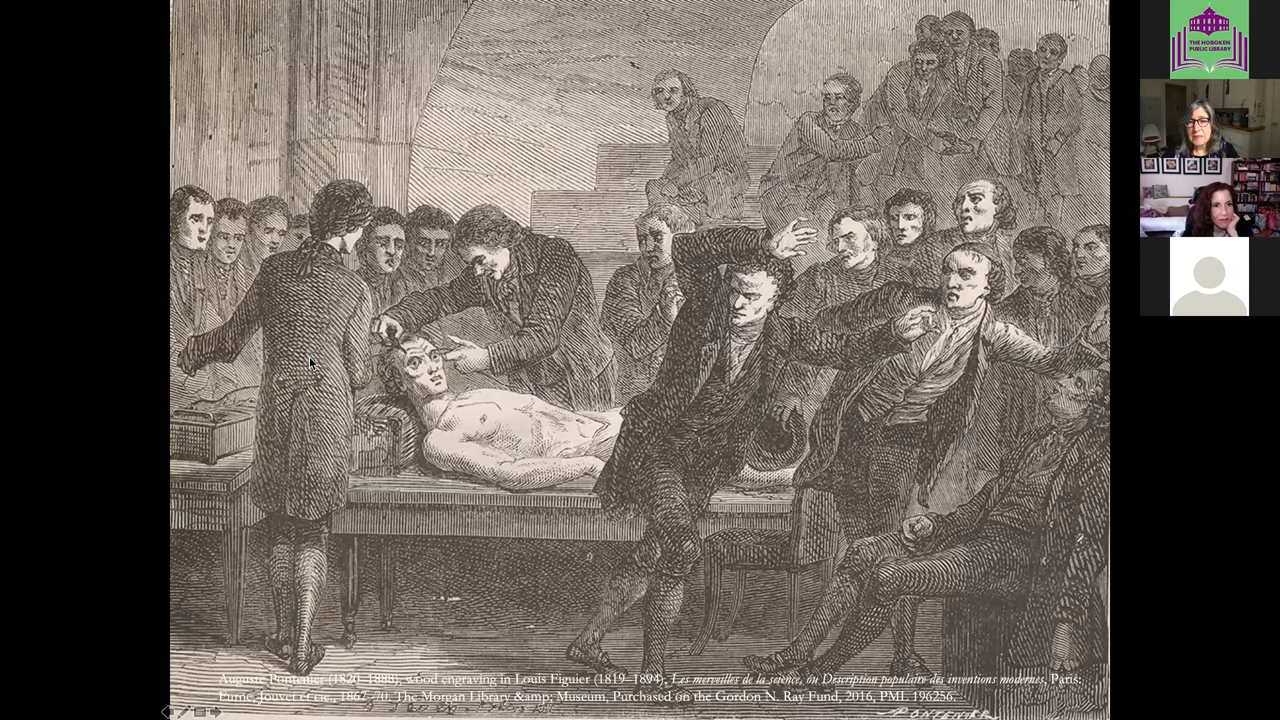 THE HOBOKEN
PUBLIC LIBRARY
Auguste Pontenier (1820–1888), wood engraving in Louis Figuier (1819–1894), Les merveilles de la science, ou Description populaire des inventions modernes, Paris,
Furne, Jouvet et cie., 1867–70. The Morgan Library &amp; Museum, Purchased on the Gordon N. Ray Fund, 2016, PML 196256.
PONTENIER